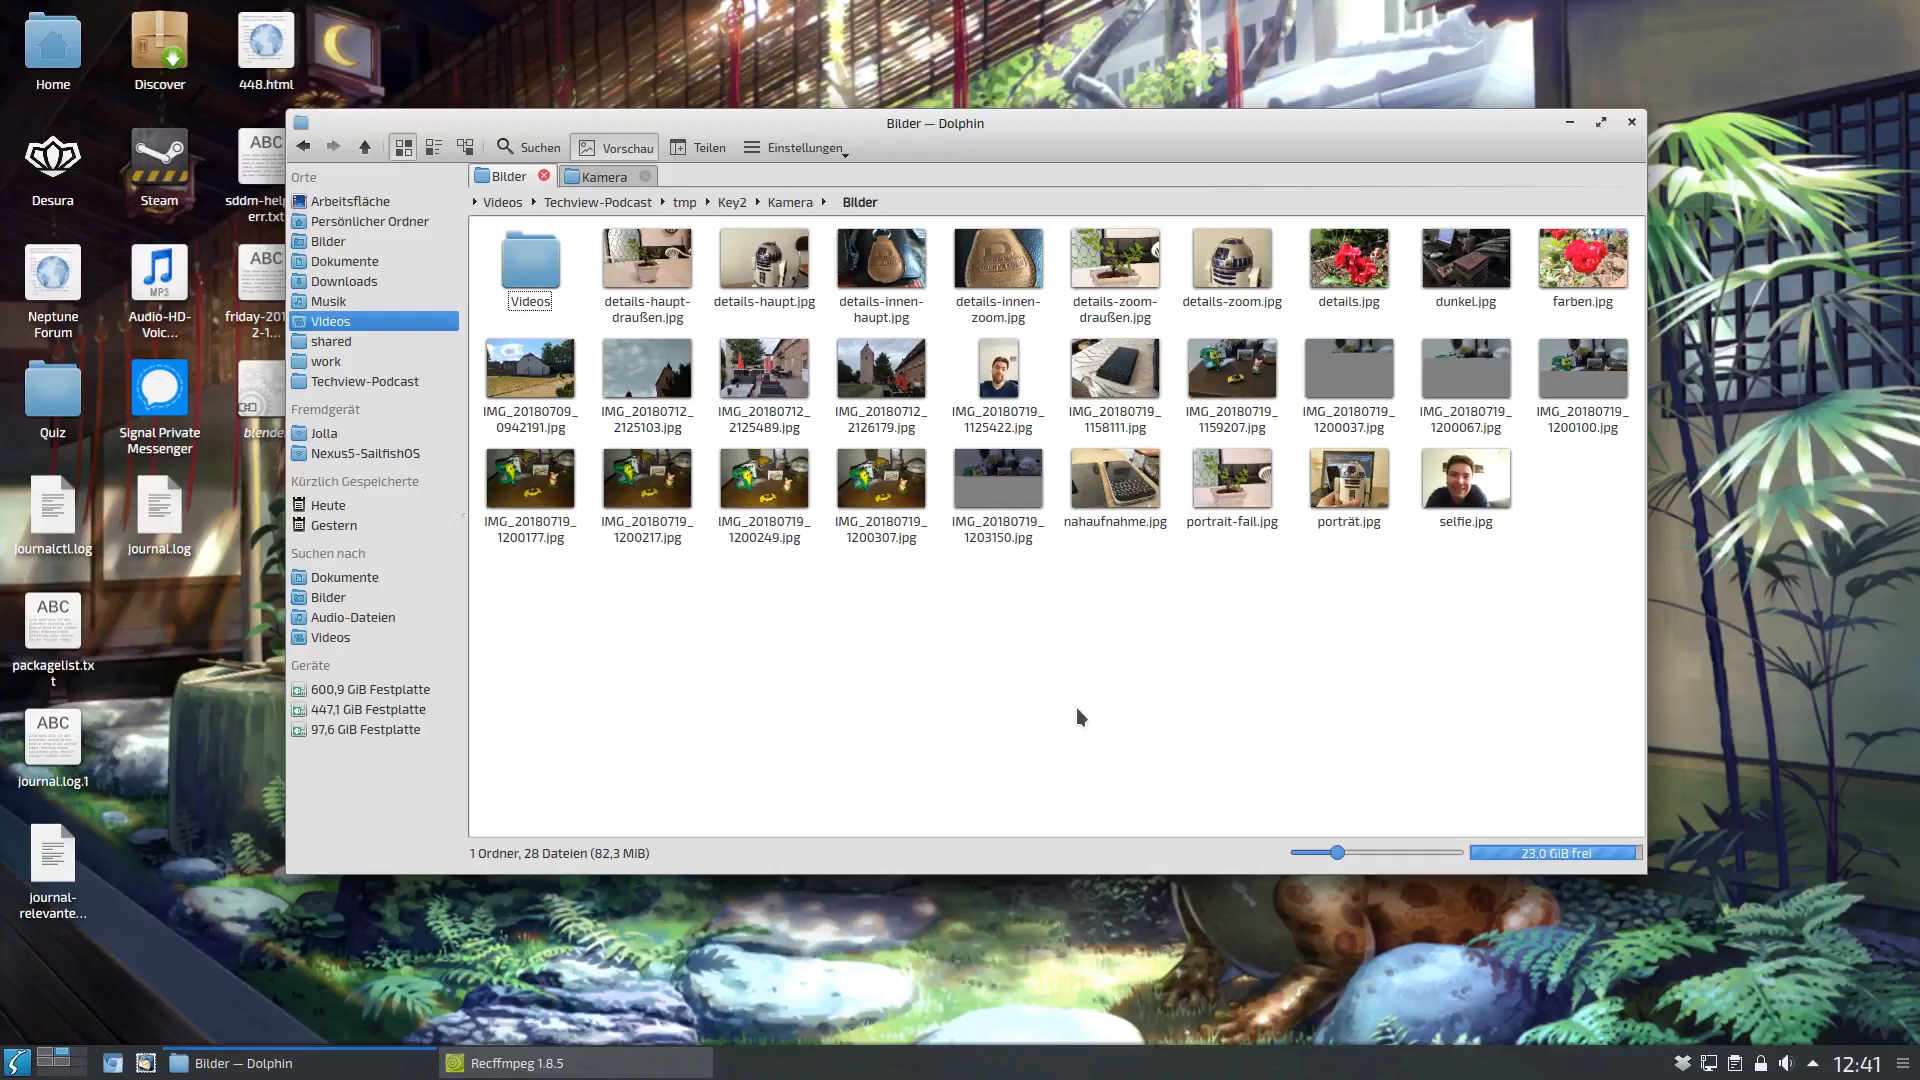 Home
Discover
448.html
Desura
Steam
sddm-help
err.txt
Neptune
Forum
Audio-HD-
Voic...
friday-201
2-1...
Quiz
Signal Private
Messenger
blende
journalctl.log
journal.log
ABC
ABC
MP3
ABC
packagelist.tx
t
ABC
journal.log.1
journal-
relevante...
Bilder — Dolphin
Suchen
Vorschau
Teilen
Einstellungen
Bilder
Kamera
Videos
Techview-Podcast
tmp
Key2
Kamera
Bilder
Orte
Arbeitsfläche
Persönlicher Ordner
Bilder
Dokumente
Downloads
Musik
Videos
shared
work
Techview-Podcast
Fremdgerät
Jolla
Nexus5-SailfishOS
Kürzlich Gespeicherte
Heute
Gestern
Suchen nach
Dokumente
Bilder
Audio-Dateien
Videos
Geräte
600,9 GiB Festplatte
447,1 GiB Festplatte
97,6 GiB Festplatte
Videos
details-haupt-
draußen.jpg
details-haupt.jpg
details-innen-
haupt.jpg
details-innen-
zoom.jpg
details-zoom-
draußen.jpg
details-zoom.jpg
details.jpg
dunkel.jpg
farben.jpg
IMG_20180709_
0942191.jpg
IMG_20180712_
2125103.jpg
IMG_20180712_
2125489.jpg
IMG_20180712_
2126179.jpg
IMG_20180719_
1125422.jpg
IMG_20180719_
1158111.jpg
IMG_20180719_
1159207.jpg
IMG_20180719_
1200037.jpg
IMG_20180719_
1200067.jpg
IMG_20180719_
1200100.jpg
IMG_20180719_
1200177.jpg
IMG_20180719_
1200217.jpg
IMG_20180719_
1200249.jpg
IMG_20180719_
1200307.jpg
IMG_20180719_
1203150.jpg
nahaufnahme.jpg
portrait-fail.jpg
porträt.jpg
selfie.jpg
1 Ordner, 28 Dateien (82,3 MiB)
23,0 GiB frei
Bilder — Dolphin
Recffmpeg 1.8.5
12:41